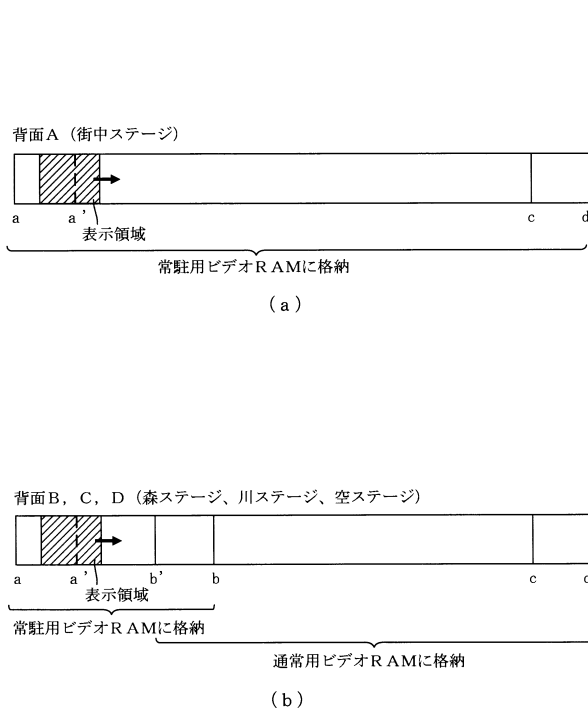 背面A（街中ステージ）
a a’ c d
表示領域
常駐用ビデオRAMに格納
（a）
背面B，C，D（森ステージ、川ステージ、空ステージ）
a a’ b’ b c
表示領域
常駐用ビデオRAMに格納
通常用ビデオRAMに格納
（b）